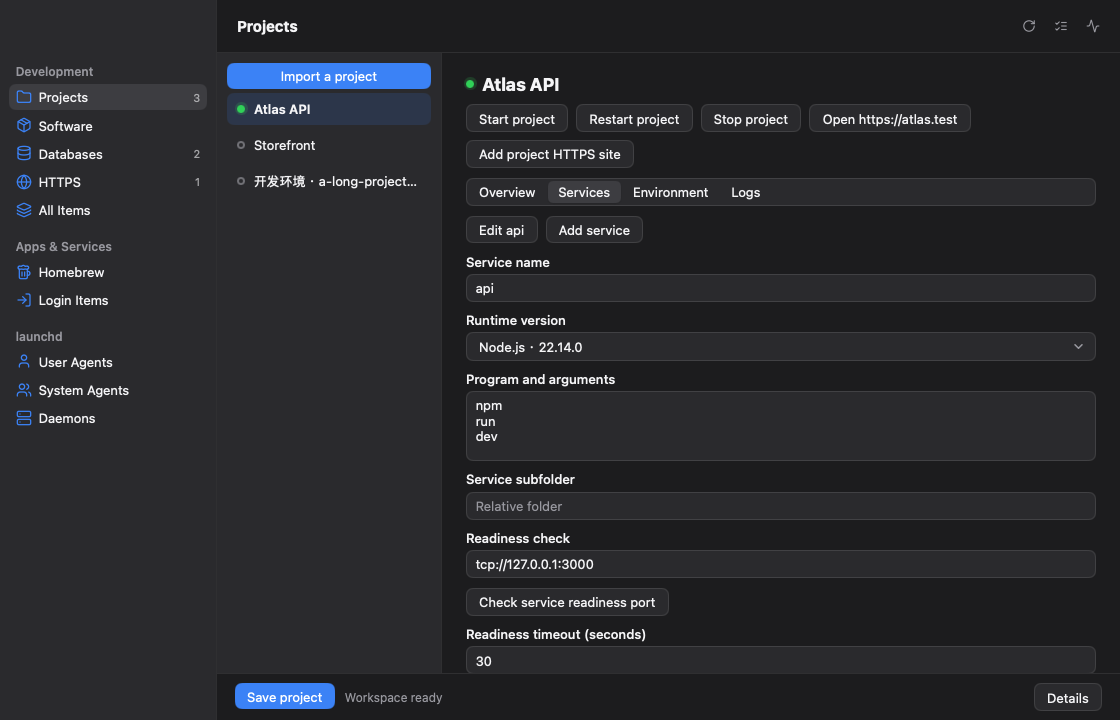 Projects
Development
Projects 3
Software
Databases 2
HTTPS 1
All Items
Apps & Services
Homebrew
Login Items
launchd
User Agents
System Agents
Daemons
Import a project
Atlas API
Storefront
开发环境 · a-long-project...
Atlas API
Start project
Restart project
Stop project
Open https://atlas.test
Add project HTTPS site
Overview
Services
Environment
Logs
Edit api
Add service
Service name
api
Runtime version
Node.js · 22.14.0
Program and arguments
npm
run
dev
Service subfolder
Relative folder
Readiness check
tcp://127.0.0.1:3000
Check service readiness port
Readiness timeout (seconds)
30
Save project
Workspace ready
Details